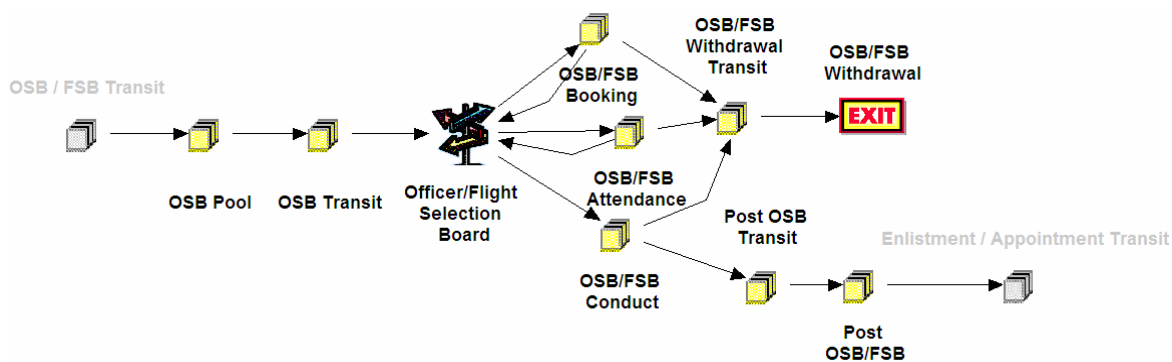 OSB / FSB Transit
OSB Pool
OSB Transit
Officer/Flight
Selection
Board
OSB/FSB
Booking
OSB/FSB
Attendance
OSB/FSB
Conduct
OSB/FSB
Withdrawal
Transit
OSB/FSB
Withdrawal
EXIT
Post OSB
Transit
Post
OSB/FSB
Enlistment / Appointment Transit